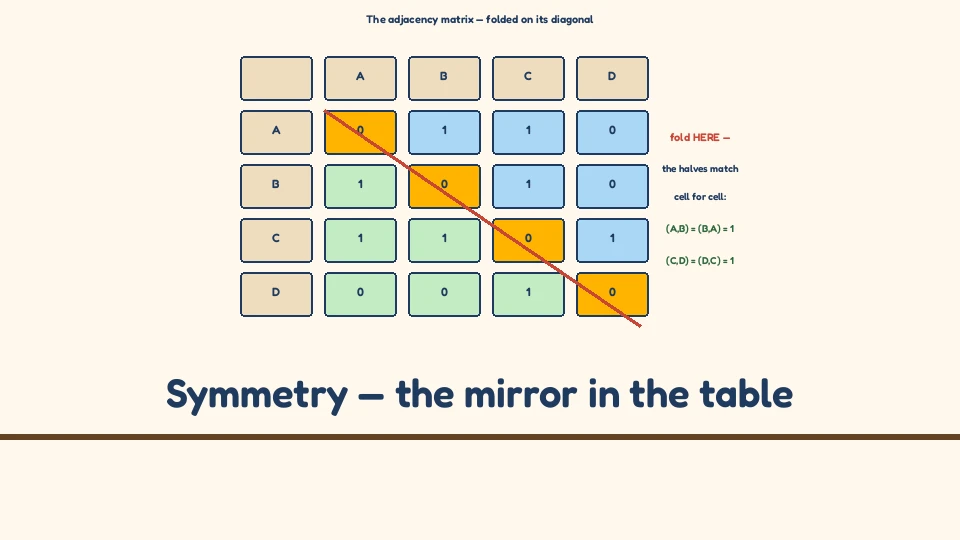 The adjacency matrix — folded on its diagonal
A B C D
A 0 1 1 0
B 1 0 1 0
C 1 1 0 1
D 0 0 1 0
fold HERE —
the halves match
cell for cell:
(A,B) = (B,A) = 1
(C,D) = (D,C) = 1
Symmetry — the mirror in the table